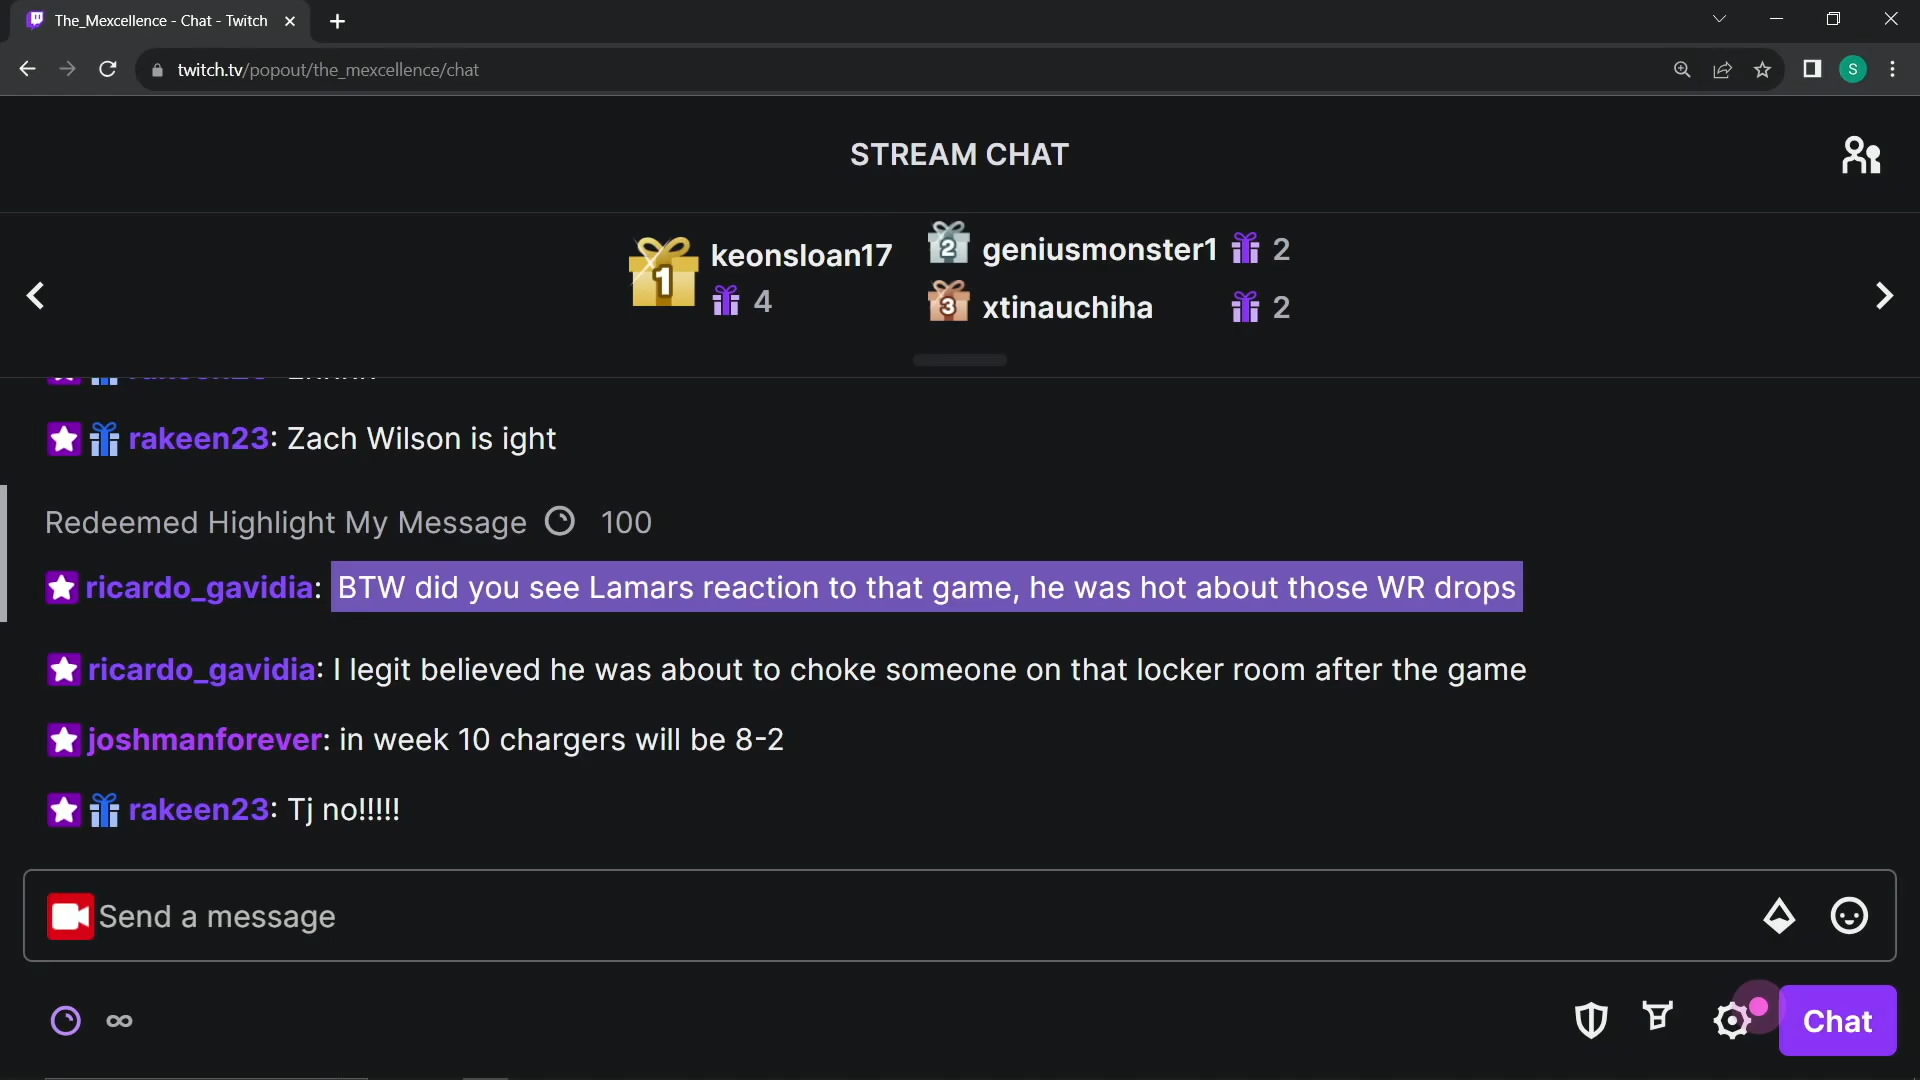 The_Mexcellence - Chat - Twitch
twitch.tv/popout/the_mexcellence/chat
S
STREAM CHAT
1 keonsloan17
4
2 geniusmonster1 2
3 xtinauchiha 2
rakeen23: Zach Wilson is ight
Redeemed Highlight My Message 100
ricardo_gavidia: BTW did you see Lamars reaction to that game, he was hot about those WR drops
ricardo_gavidia: I legit believed he was about to choke someone on that locker room after the game
joshmanforever: in week 10 chargers will be 8-2
rakeen23: Tj no!!!!!
Send a message
Chat